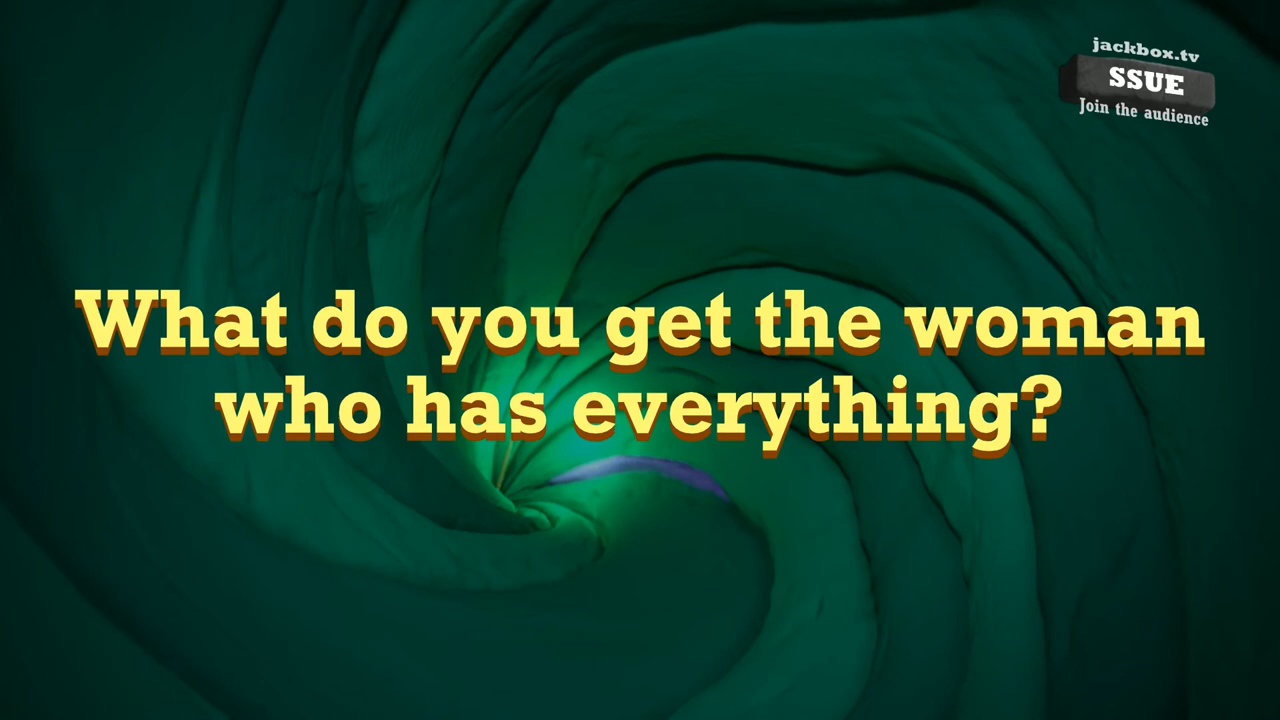 jackbox.tv
SSUE
Join the audience
What do you get the woman
who has everything?